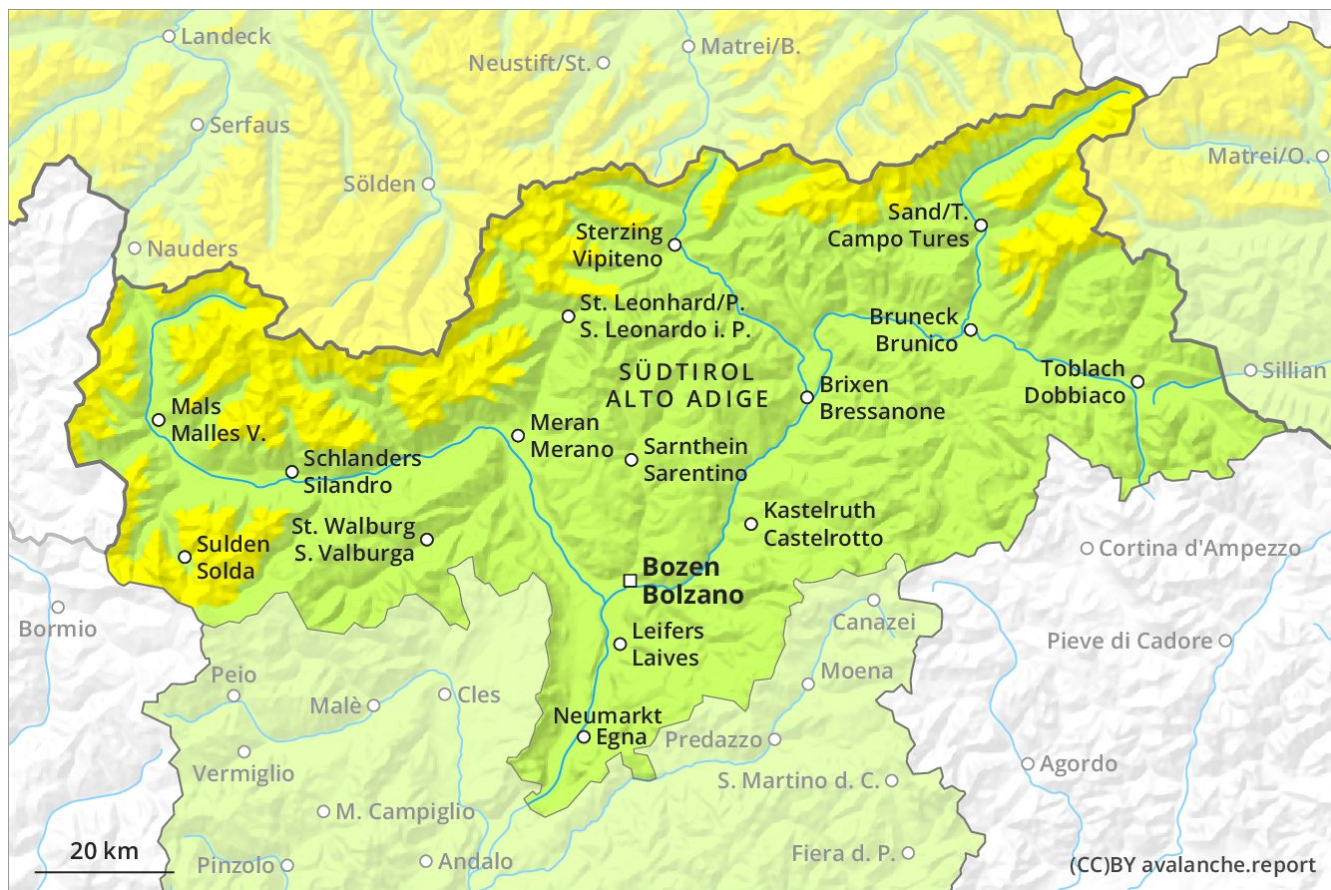 Landeck
Matrei/B.
Neustift/St.
Serfaus
Matrei/O.
Sölden
Sand/T.
Campo Tures
Sterzing
Vipiteno
Nauders
St. Leonhard/P.
S. Leonardo i. P.
Bruneck
Brunico
SÜDTIROL
ALTO ADIGE
Toblach
Dobbiaco
Sillian
Brixen
Bressanone
Mals
Malles V.
Meran
Merano
Sarnthein
Sarentino
Schlanders
Silandro
Kastelruth
Castelrotto
St. Walburg
S. Valburga
Sulden
Solda
Cortina d'Ampezzo
Bozen
Bolzano
Bormio
Canazei
Leifers
Laives
Pieve di Cadore
Peio
Moena
Malè
Cles
Neumarkt
Egna
Predazzo
Vermiglio
Agordo
S. Martino d. C.
M. Campiglio
20 km
Pinzolo
Andalo
Fiera d. P.
(CC)BY avalanche.report